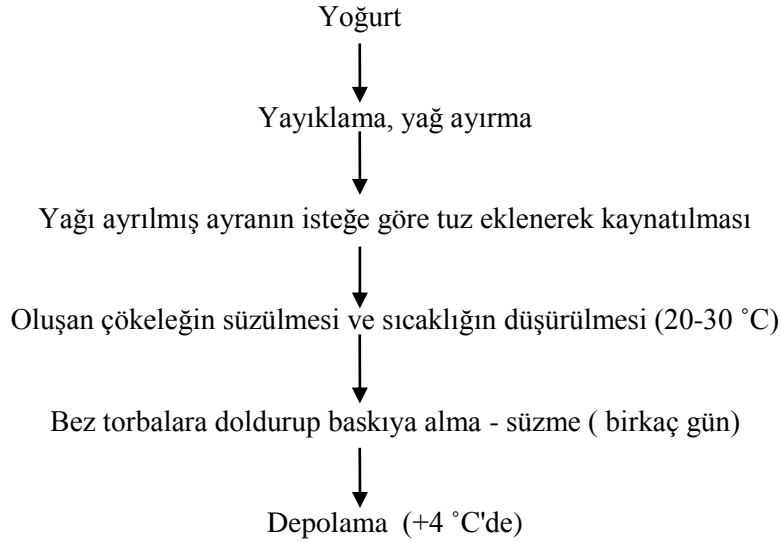 Yoğurt
Yayıklama, yağ ayırma
Yağı ayrılmış ayranın isteğe göre tuz eklenerek kaynatılması
Oluşan çökeleğin süzülmesi ve sıcaklığın düşürülmesi (20-30 ˚C)
Bez torbalara doldurup baskıya alma - süzme ( birkaç gün)
Depolama (+4 ˚C'de)